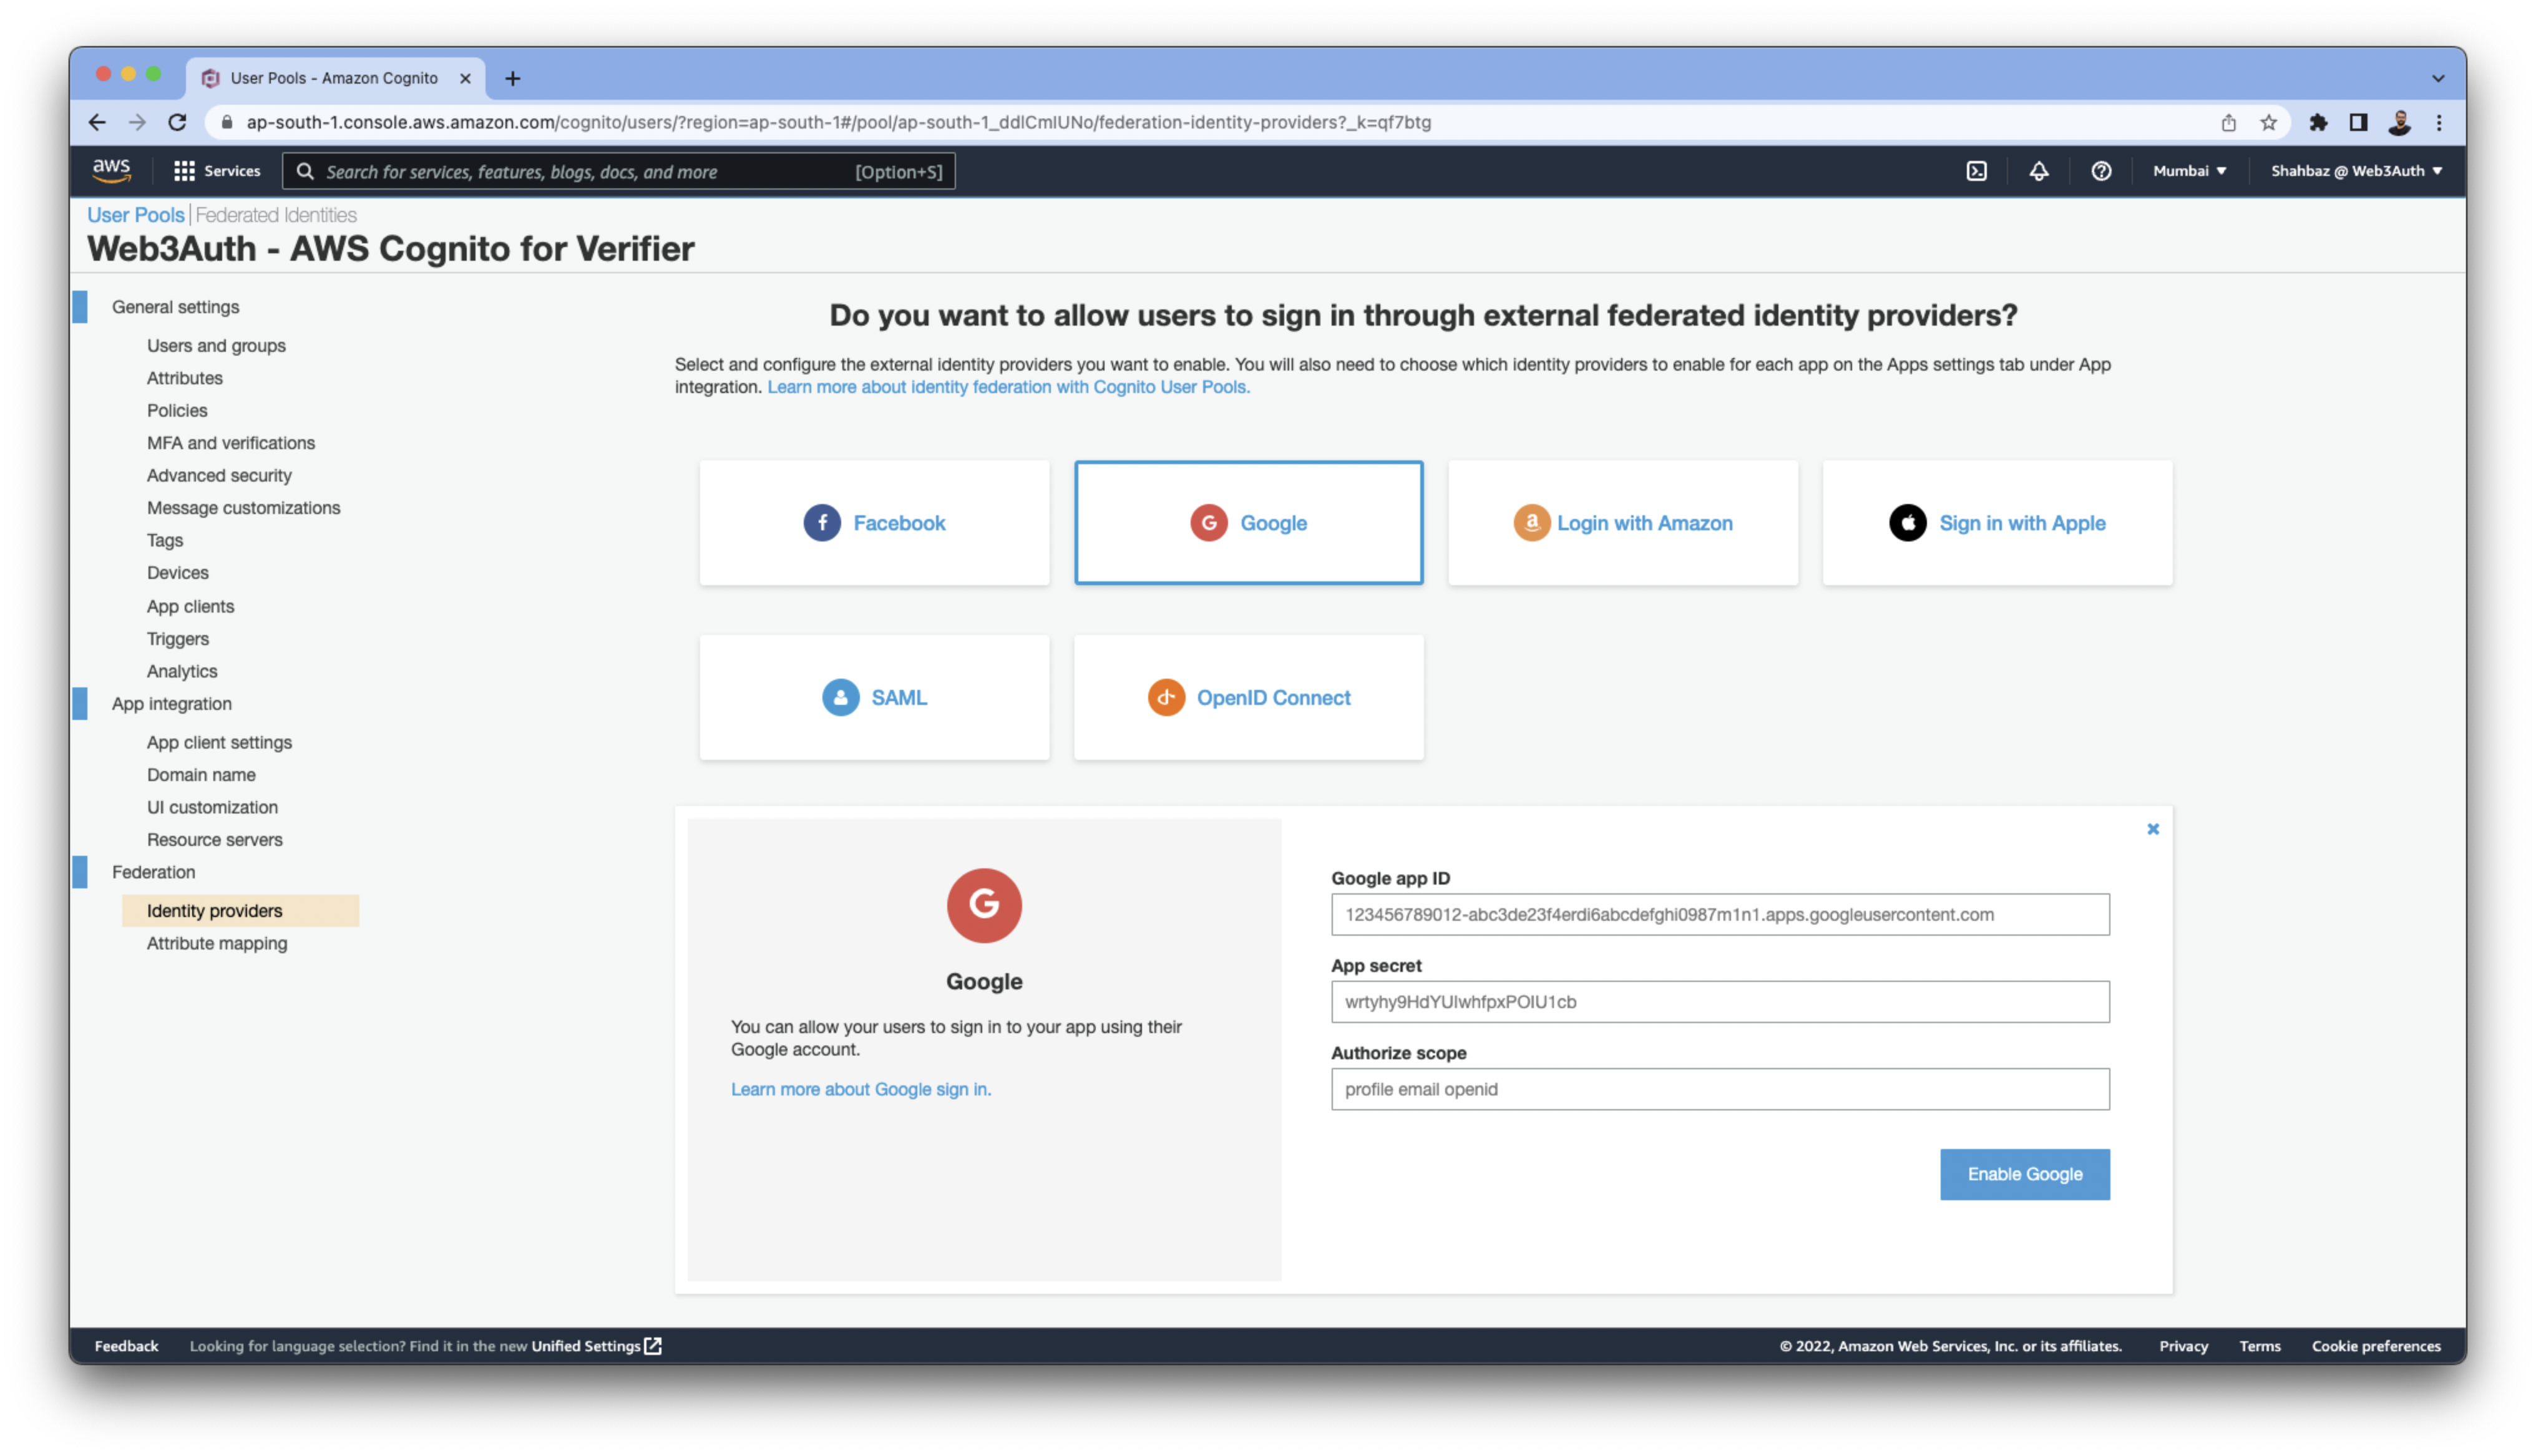 User Pools - Amazon Cognito
ap-south-1.console.aws.amazon.com/cognito/users/?region=ap-south-1#/pool/ap-south-1_ddlCmlUNo/federation-identity-providers?_k=qf7btg
aws Services Search for services, features, blogs, docs, and more [Option+S] Mumbai Shahbaz @ Web3Auth
User Pools | Federated Identities
Web3Auth - AWS Cognito for Verifier
General settings
Users and groups
Attributes
Policies
MFA and verifications
Advanced security
Message customizations
Tags
Devices
App clients
Triggers
Analytics
App integration
App client settings
Domain name
UI customization
Resource servers
Federation
Identity providers
Attribute mapping
Do you want to allow users to sign in through external federated identity providers?
Select and configure the external identity providers you want to enable. You will also need to choose which identity providers to enable for each app on the Apps settings tab under App
integration. Learn more about identity federation with Cognito User Pools.
Facebook
Google
Login with Amazon
Sign in with Apple
SAML
OpenID Connect
Google
You can allow your users to sign in to your app using their
Google account.
Learn more about Google sign in.
Google app ID
123456789012-abc3de23f4erdi6abcdefghi0987m1n1.apps.googleusercontent.com
App secret
wrtyhy9HdYUIwhfpxPOIU1cb
Authorize scope
profile email openid
Enable Google
Feedback Looking for language selection? Find it in the new Unified Settings © 2022, Amazon Web Services, Inc. or its affiliates. Privacy Terms Cookie preferences